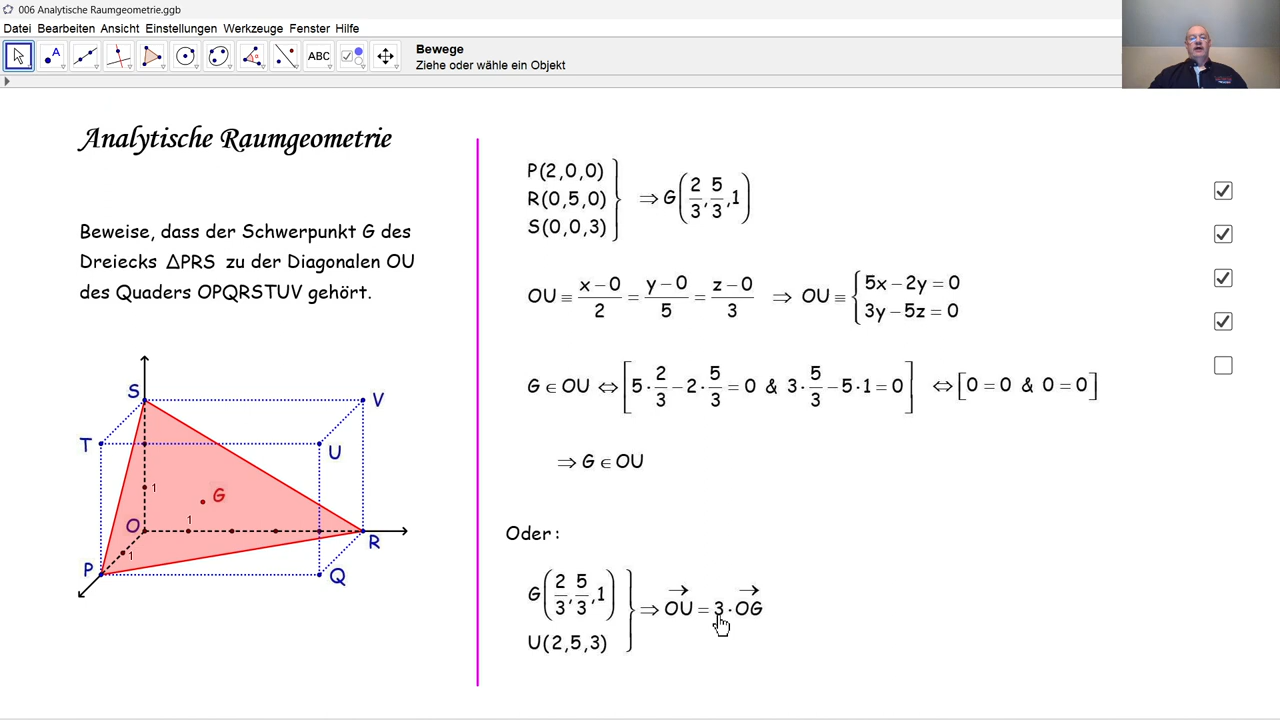 006 Analytische Raumgeometrie.ggb
Datei Bearbeiten Ansicht Einstellungen Werkzeuge Fenster Hilfe
A
ABC
Bewege
Ziehe oder wähle ein Objekt
Analytische Raumgeometrie
Beweise, dass der Schwerpunkt G des
Dreiecks ΔPRS zu der Diagonalen OU
des Quaders OPQRSTUV gehört.
S
V
T
U
1
G
1
O
R
1
P
Q
P(2,0,0)
R(0,5,0)
S(0,0,3)
⇒ G(2/3, 5/3, 1)
OU ≡ (x − 0)/2 = (y − 0)/5 = (z − 0)/3 ⇒ OU ≡ { 5x − 2y = 0
3y − 5z = 0
G ∈ OU ⇔ [5 · 2/3 − 2 · 5/3 = 0 & 3 · 5/3 − 5 · 1 = 0] ⇔ [0 = 0 & 0 = 0]
⇒ G ∈ OU
Oder:
G(2/3, 5/3, 1)
U(2,5,3)
⇒ OU→ = 3 · OG→